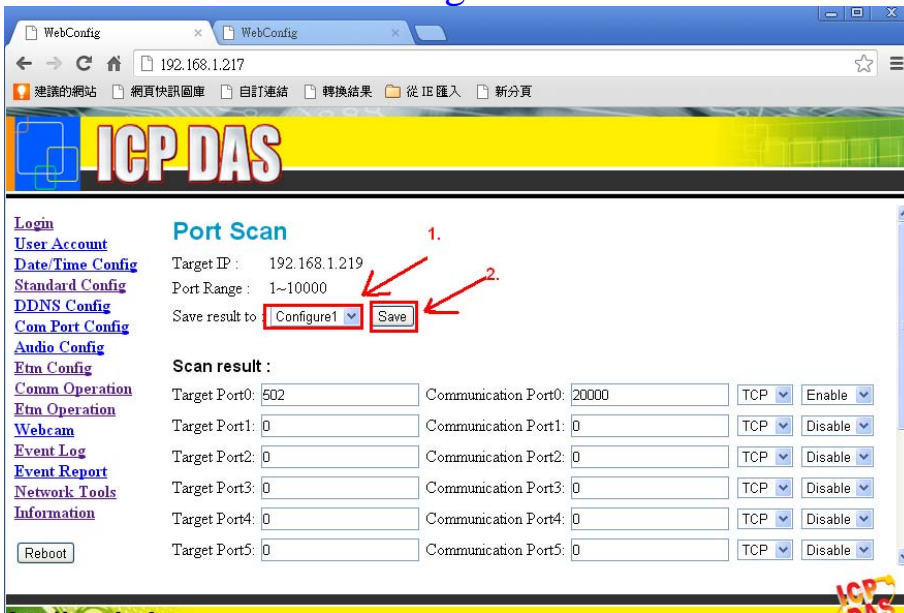 WebConfig
WebConfig
192.168.1.217
建議的網站 網頁快訊圖庫 自訂連結 轉換結果 從 IE 匯入 新分頁
ICP DAS
Login
User Account
Date/Time Config
Standard Config
DDNS Config
Com Port Config
Audio Config
Etm Config
Comm Operation
Etm Operation
Webcam
Event Log
Event Report
Network Tools
Information
Reboot
Port Scan
1.
Target IP : 192.168.1.219
2.
Port Range : 1~10000
Save result to : Configure1 Save
Scan result :
Target Port0: 502 Communication Port0: 20000 TCP Enable
Target Port1: 0 Communication Port1: 0 TCP Disable
Target Port2: 0 Communication Port2: 0 TCP Disable
Target Port3: 0 Communication Port3: 0 TCP Disable
Target Port4: 0 Communication Port4: 0 TCP Disable
Target Port5: 0 Communication Port5: 0 TCP Disable
ICP
DAS